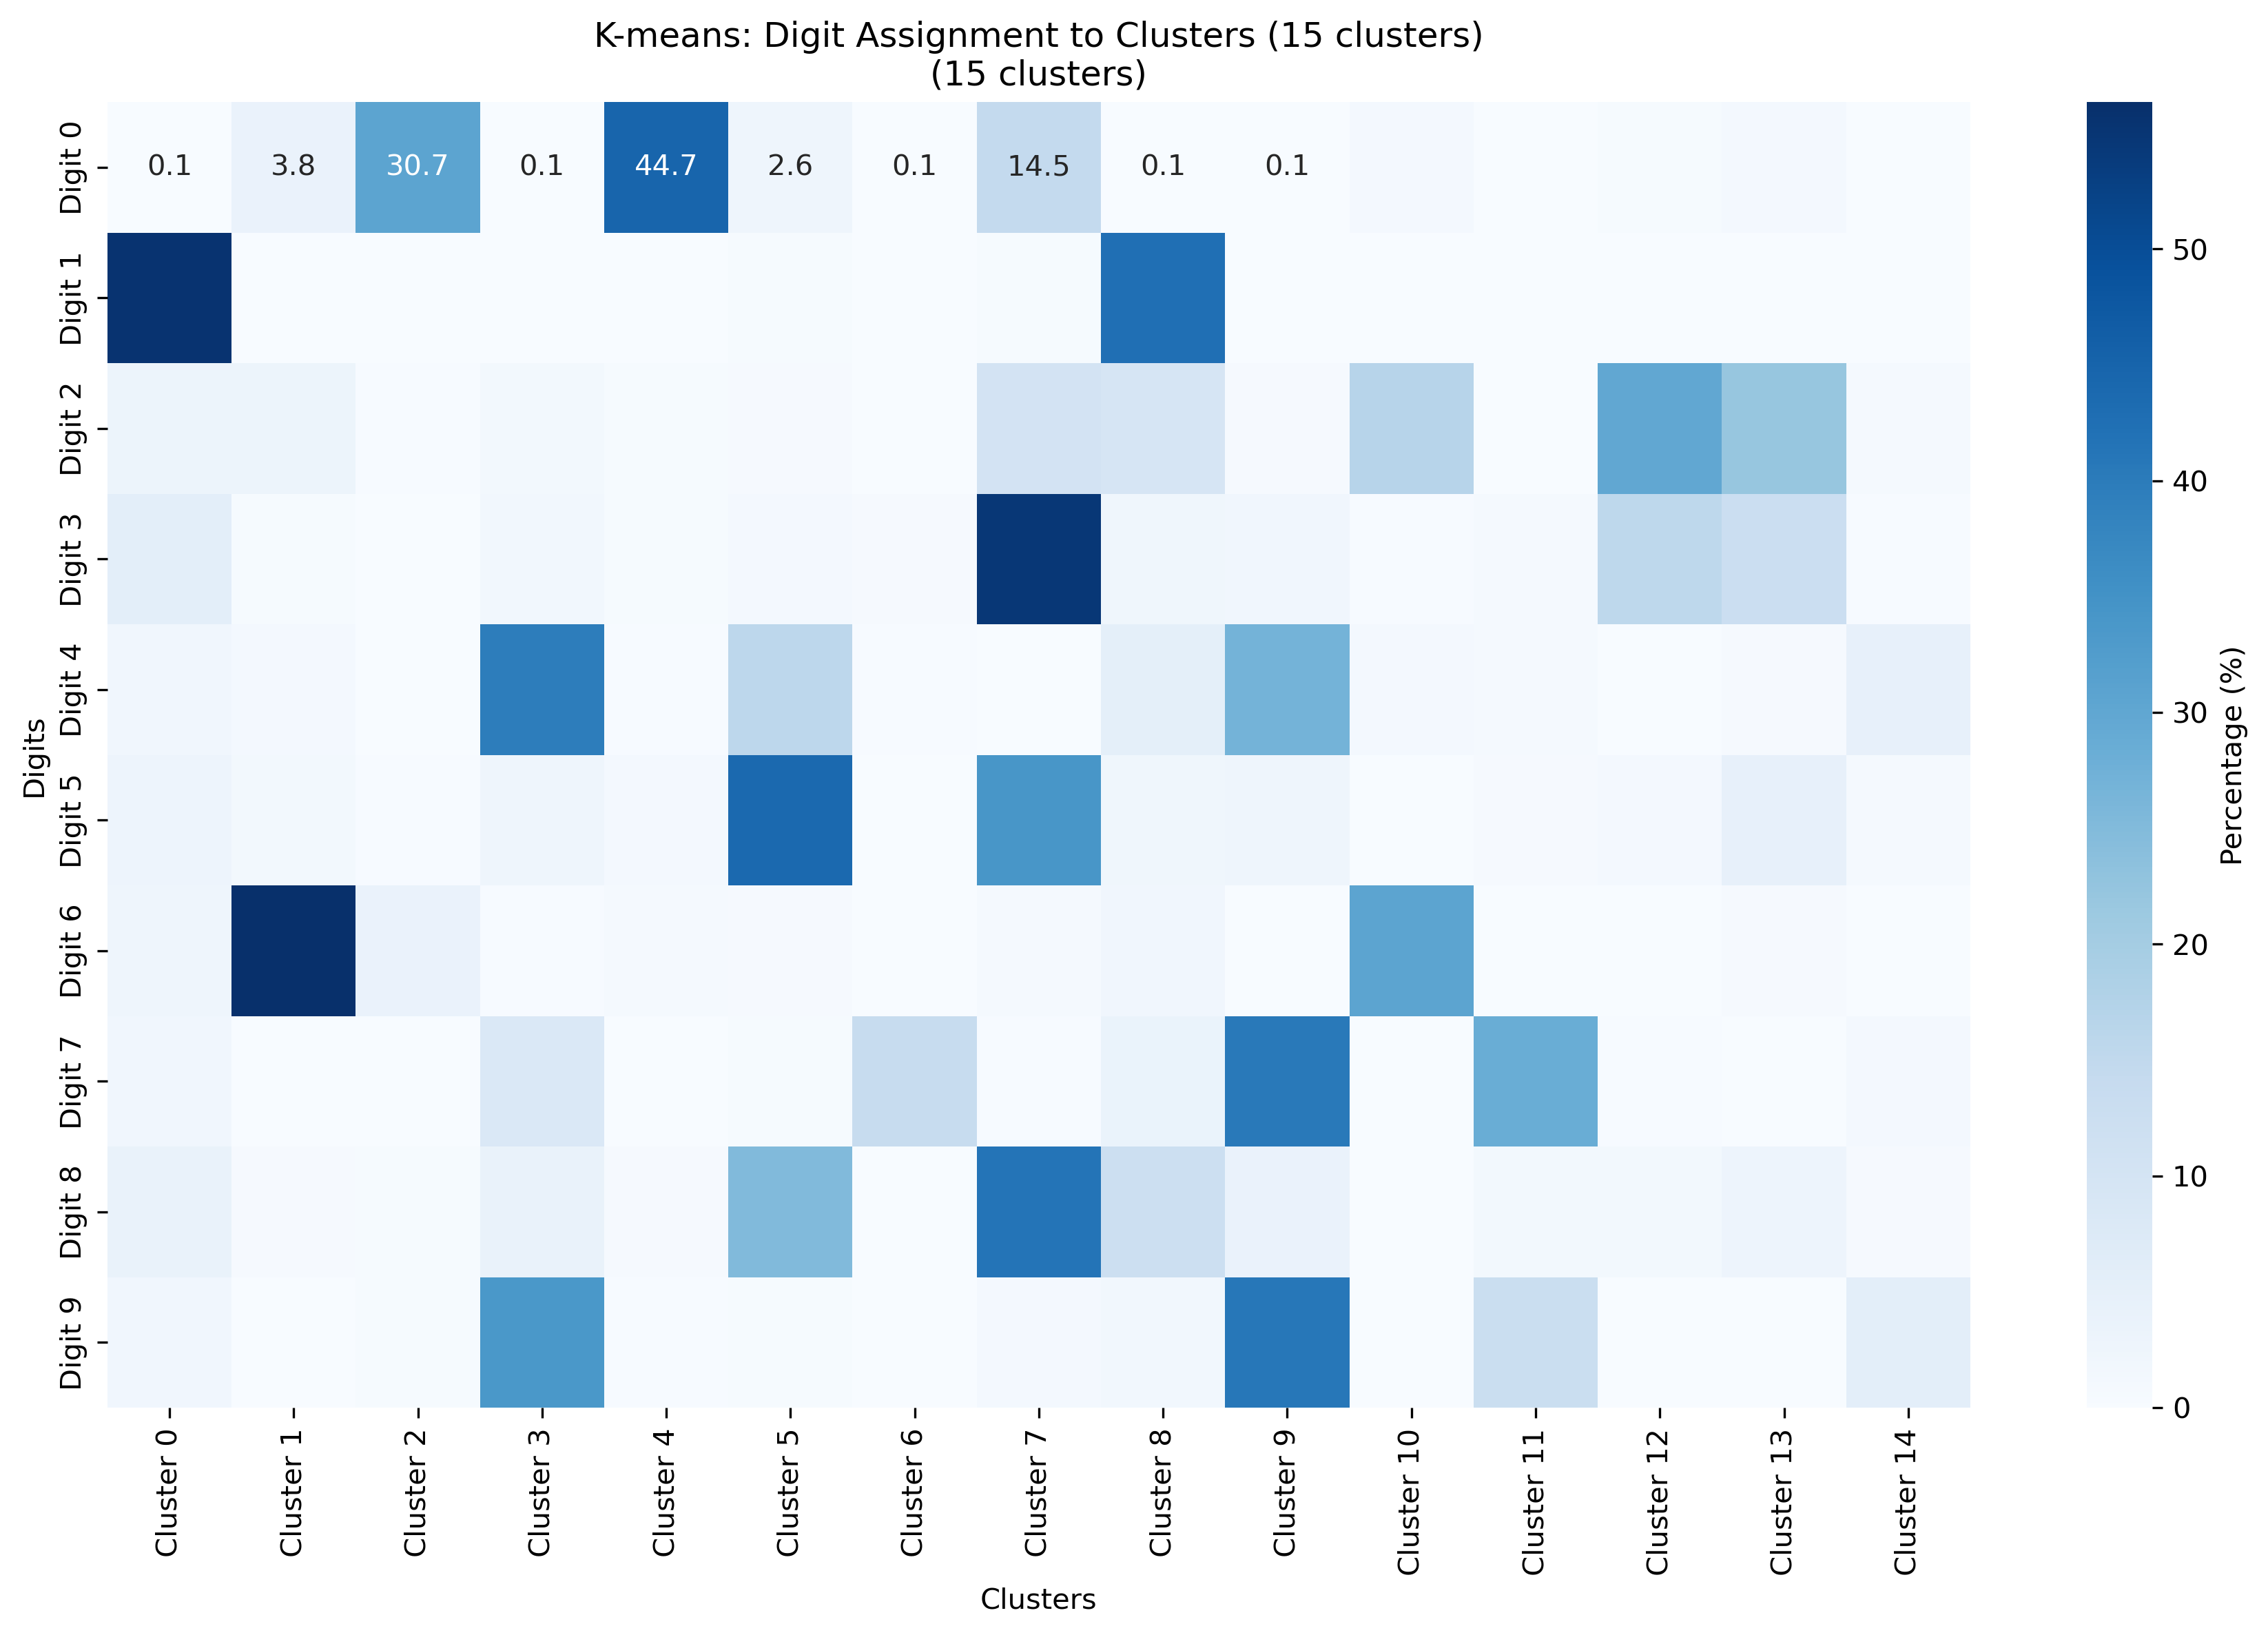 K-means: Digit Assignment to Clusters (15 clusters)
(15 clusters)
Digits
Digit 0
0.1 3.8 30.7 0.1 44.7 2.6 0.1 14.5 0.1 0.1
Digit 1
Digit 2
Digit 3
Digit 4
Digit 5
Digit 6
Digit 7
Digit 8
Digit 9
Cluster 0
Cluster 1
Cluster 2
Cluster 3
Cluster 4
Cluster 5
Cluster 6
Cluster 7
Cluster 8
Cluster 9
Cluster 10
Cluster 11
Cluster 12
Cluster 13
Cluster 14
Clusters
50
40
30
20
10
0
Percentage (%)